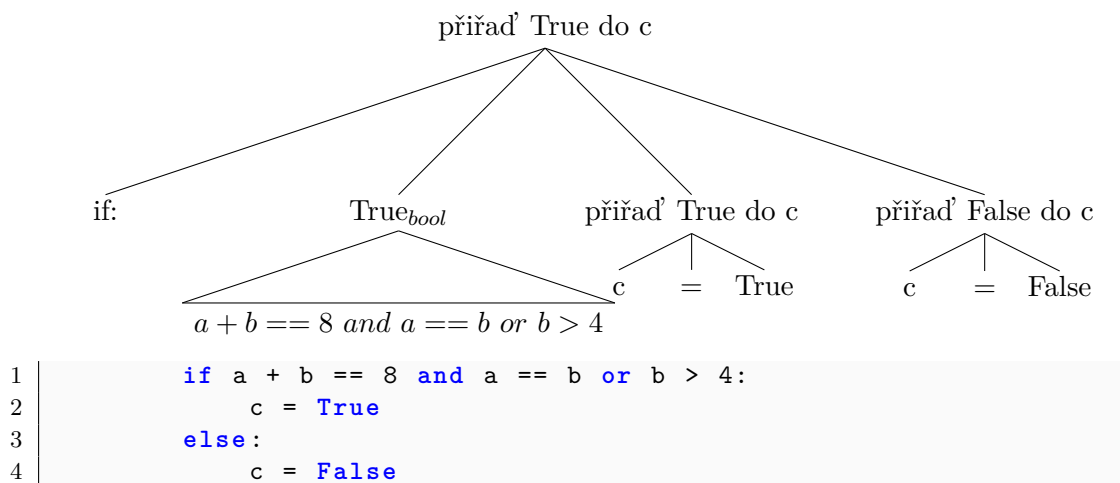 přiřaď True do c
if: True_bool přiřaď True do c přiřaď False do c
c = True c = False
a + b == 8 and a == b or b > 4
1 if a + b == 8 and a == b or b > 4:
2 c = True
3 else:
4 c = False